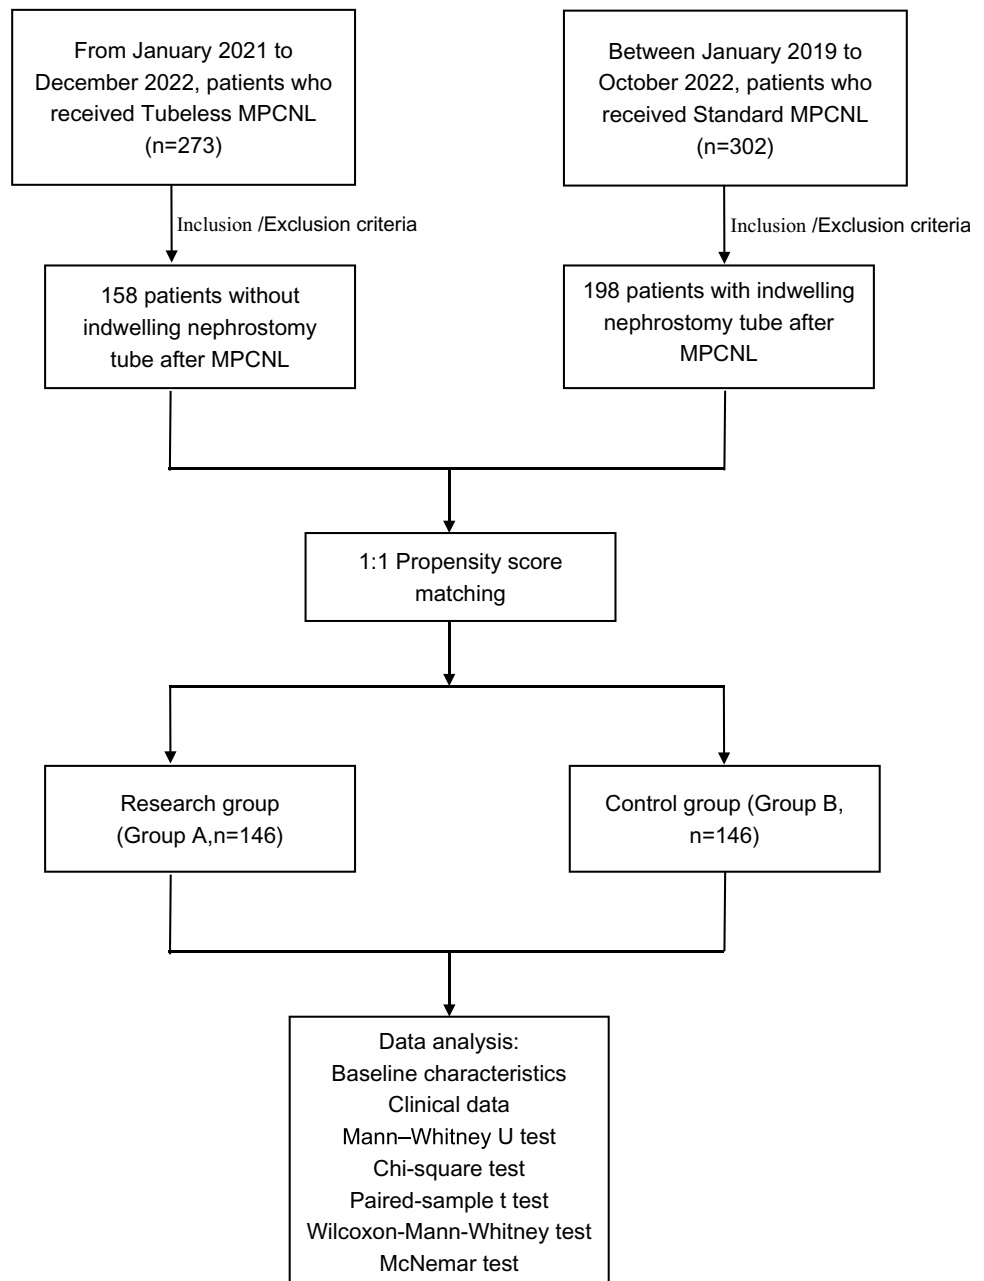 From January 2021 to
December 2022, patients who
received Tubeless MPCNL
(n=273)
Between January 2019 to
October 2022, patients who
received Standard MPCNL
(n=302)
Inclusion /Exclusion criteria
Inclusion /Exclusion criteria
158 patients without
indwelling nephrostomy
tube after MPCNL
198 patients with indwelling
nephrostomy tube after
MPCNL
1:1 Propensity score
matching
Research group
(Group A,n=146)
Control group (Group B,
n=146)
Data analysis:
Baseline characteristics
Clinical data
Mann–Whitney U test
Chi-square test
Paired-sample t test
Wilcoxon-Mann-Whitney test
McNemar test